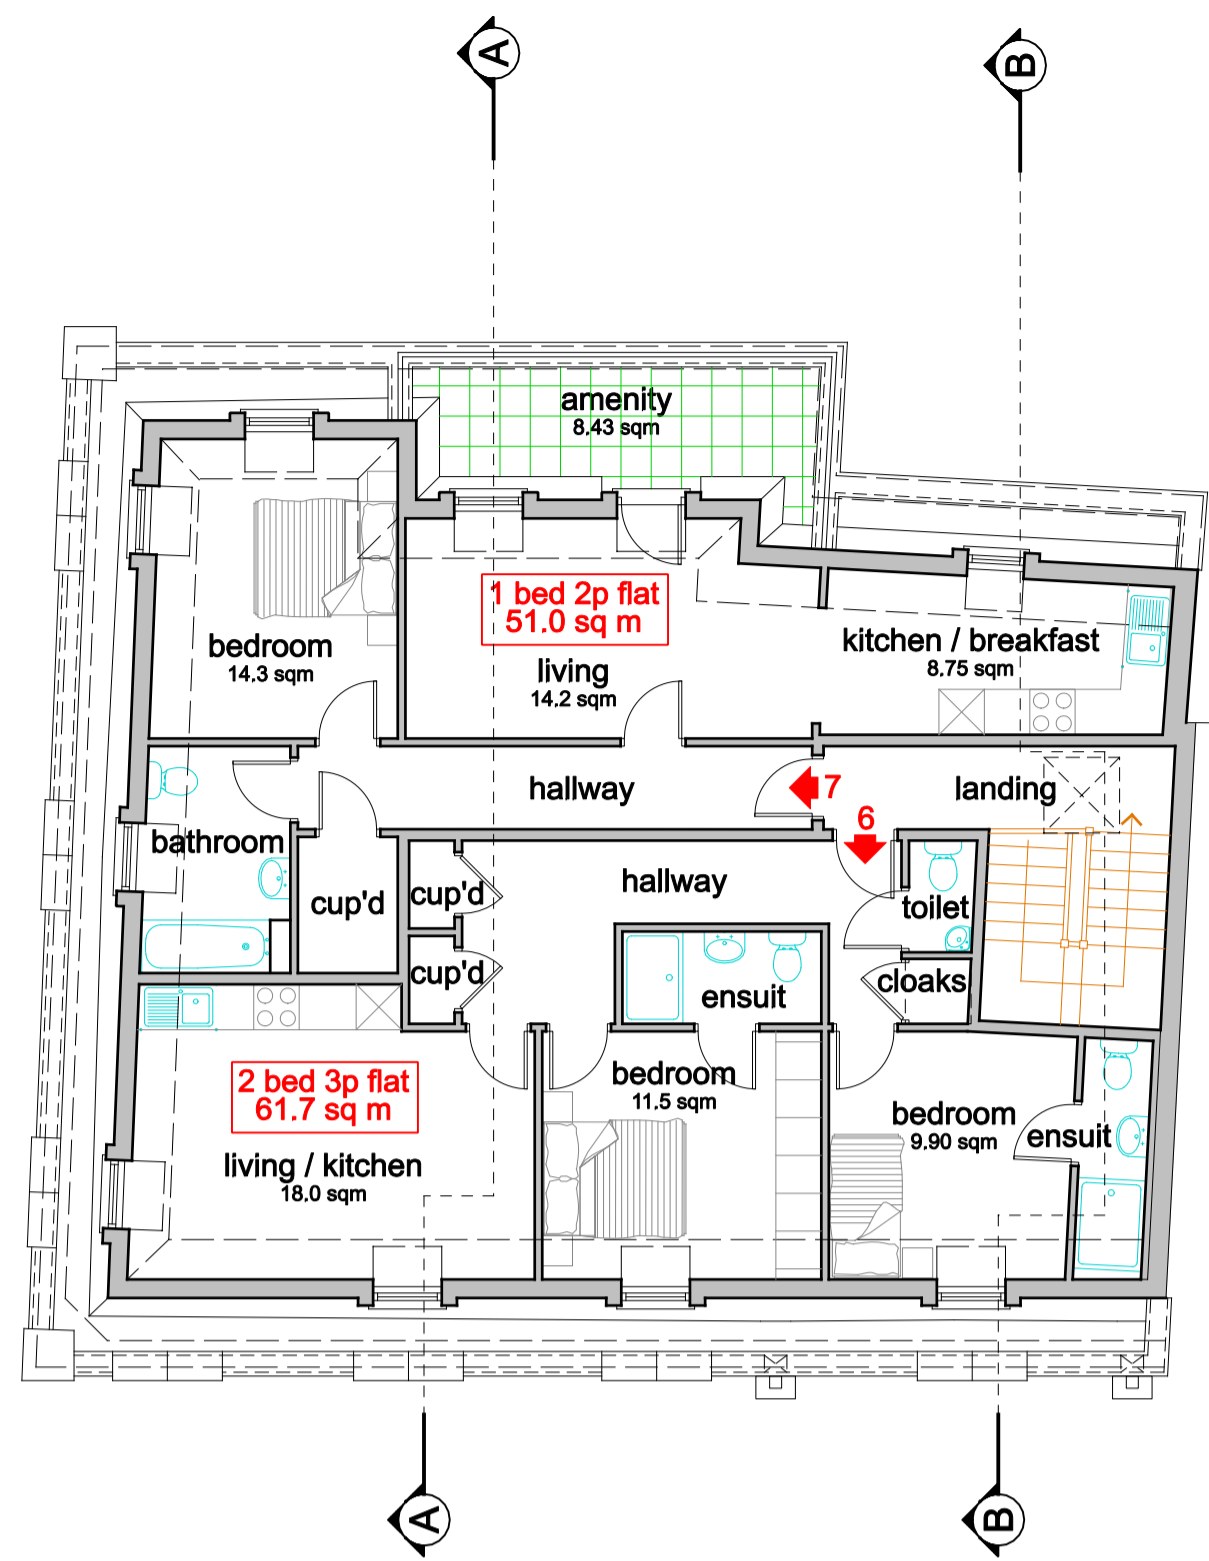 A
B
amenity
8.43 sqm
1 bed 2p flat
51.0 sq m
bedroom
14.3 sqm
living
14.2 sqm
kitchen / breakfast
8.75 sqm
hallway
7
landing
6
bathroom
cup'd
cup'd
hallway
toilet
cup'd
ensuit
cloaks
2 bed 3p flat
61.7 sq m
living / kitchen
18.0 sqm
bedroom
11.5 sqm
bedroom
9.90 sqm
ensuit
A
B